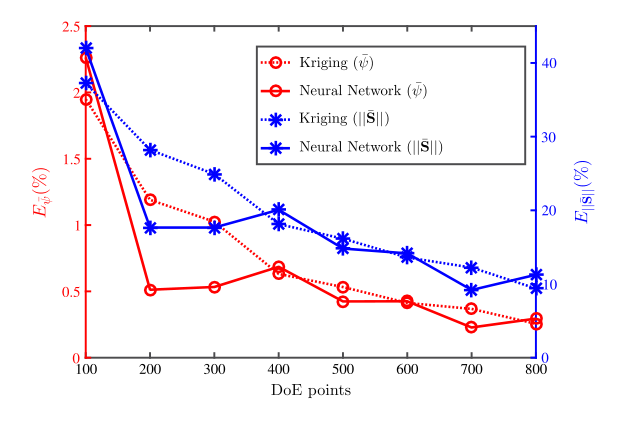 2.5
2
1.5
1
0.5
0
E_ψ̄(%)
40
30
20
10
0
E_||S̄||(%)
Kriging (ψ̄)
Neural Network (ψ̄)
Kriging (||S̄||)
Neural Network (||S̄||)
100 200 300 400 500 600 700 800
DoE points